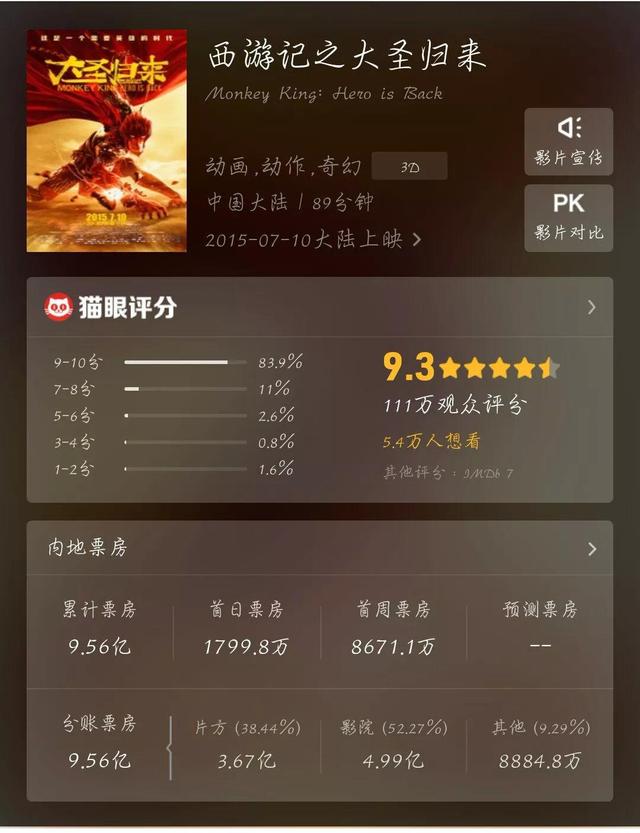 这是一个需要英雄的时代
大圣归来
MONKEY KING: HERO IS BACK
2015 7.10
西游记之大圣归来
Monkey King: Hero is Back
动画,动作,奇幻 3D
中国大陆 | 89分钟
2015-07-10大陆上映
影片宣传
PK
影片对比
猫眼评分
9-10分 83.9%
7-8分 11%
5-6分 2.6%
3-4分 0.8%
1-2分 1.6%
9.3
111万观众评分
5.4万人想看
其他评分：IMDb 7
内地票房
累计票房 首日票房 首周票房 预测票房
9.56亿 1799.8万 8671.1万 --
分账票房 片方 (38.44%) 影院 (52.27%) 其他 (9.29%)
9.56亿 3.67亿 4.99亿 8884.8万